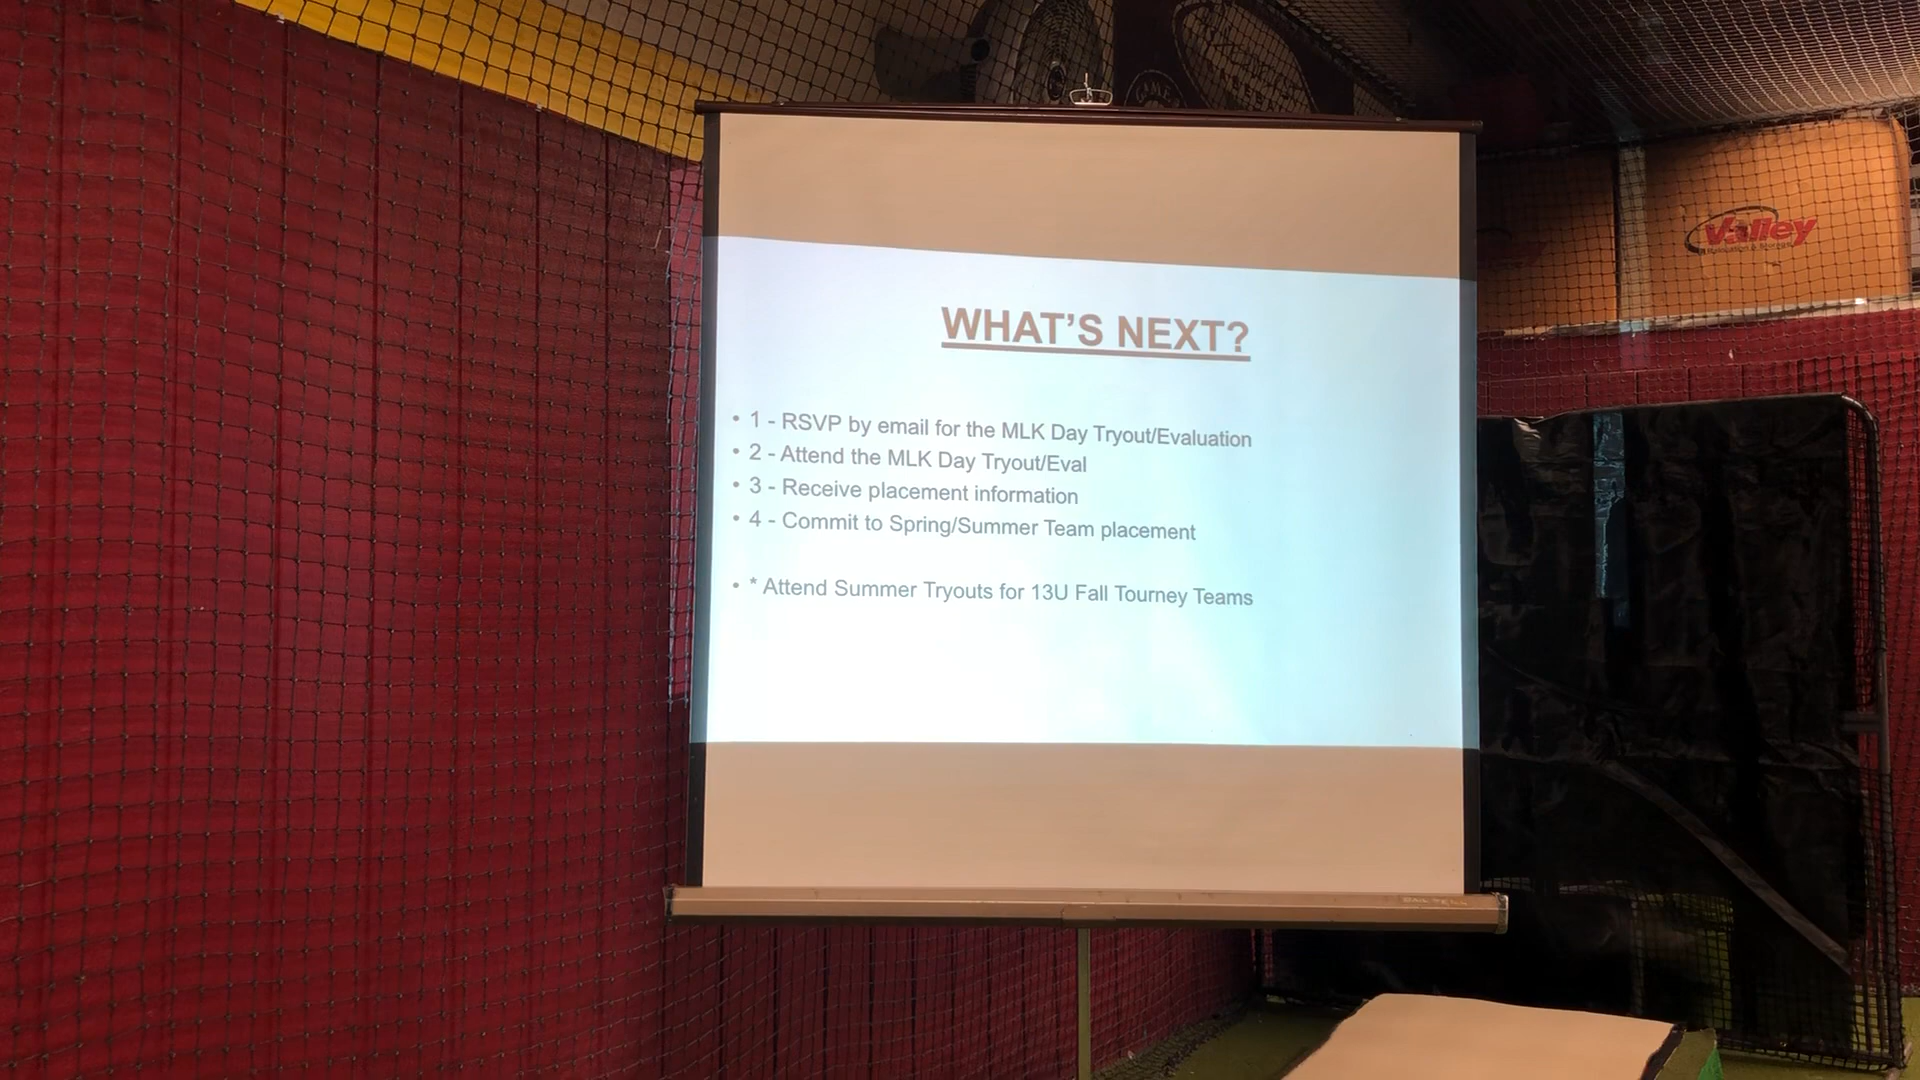 GAME
Valley
WHAT'S NEXT?
• 1 - RSVP by email for the MLK Day Tryout/Evaluation
• 2 - Attend the MLK Day Tryout/Eval
• 3 - Receive placement information
• 4 - Commit to Spring/Summer Team placement
• * Attend Summer Tryouts for 13U Fall Tourney Teams